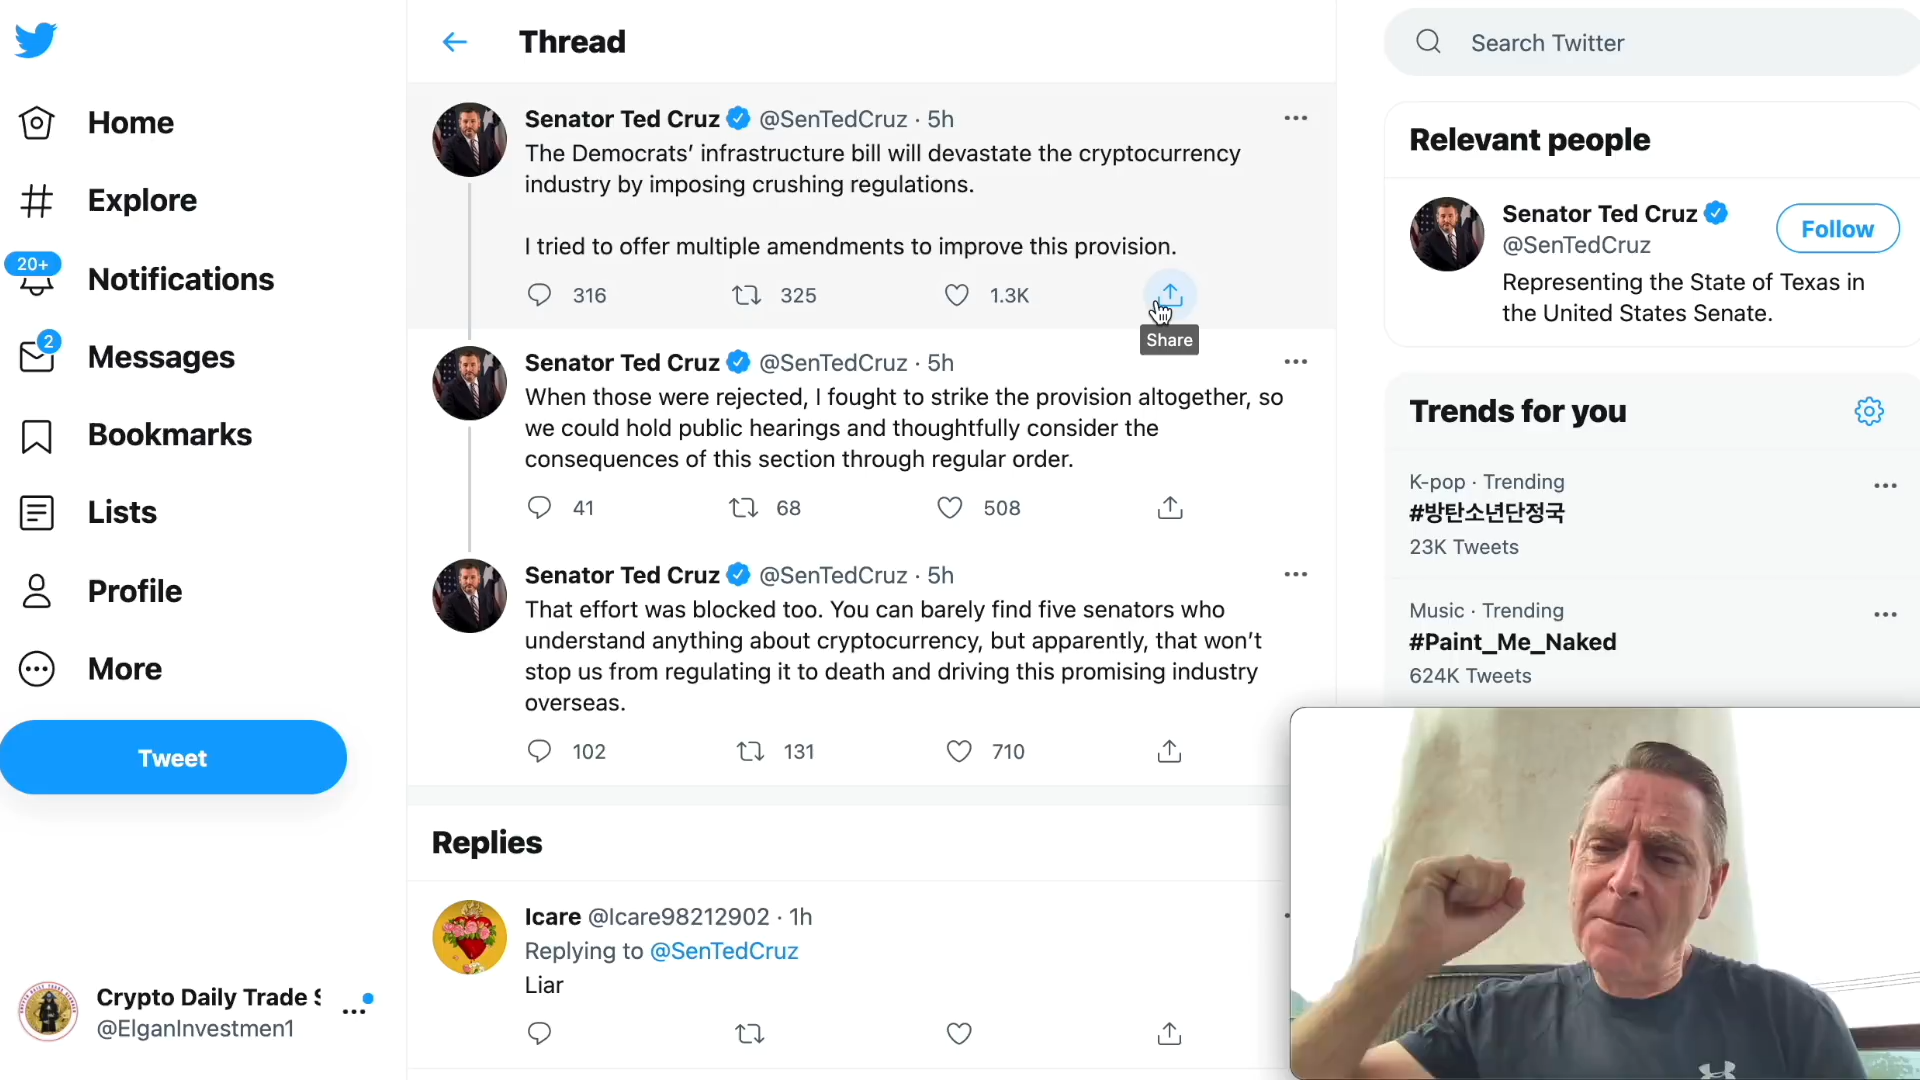 Home
Explore
20+
Notifications
2
Messages
Bookmarks
Lists
Profile
More
Tweet
Crypto Daily Trade
@ElganInvestmen1
Thread
Senator Ted Cruz @SenTedCruz · 5h
The Democrats’ infrastructure bill will devastate the cryptocurrency
industry by imposing crushing regulations.
I tried to offer multiple amendments to improve this provision.
316 325 1.3K
Share
Senator Ted Cruz @SenTedCruz · 5h
When those were rejected, I fought to strike the provision altogether, so
we could hold public hearings and thoughtfully consider the
consequences of this section through regular order.
41 68 508
Senator Ted Cruz @SenTedCruz · 5h
That effort was blocked too. You can barely find five senators who
understand anything about cryptocurrency, but apparently, that won’t
stop us from regulating it to death and driving this promising industry
overseas.
102 131 710
Replies
Icare @Icare98212902 · 1h
Replying to @SenTedCruz
Liar
Search Twitter
Relevant people
Senator Ted Cruz
@SenTedCruz
Follow
Representing the State of Texas in
the United States Senate.
Trends for you
K-pop · Trending
#방탄소년단정국
23K Tweets
Music · Trending
#Paint_Me_Naked
624K Tweets